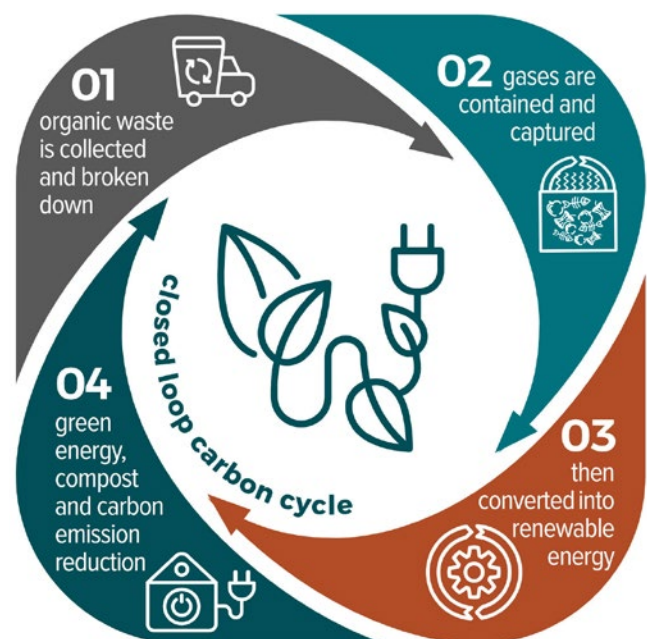 01
organic waste
is collected
and broken
down
02 gases are
contained and
captured
03
then
converted into
renewable
energy
04
green
energy,
compost
and carbon
emission
reduction
closed loop carbon cycle